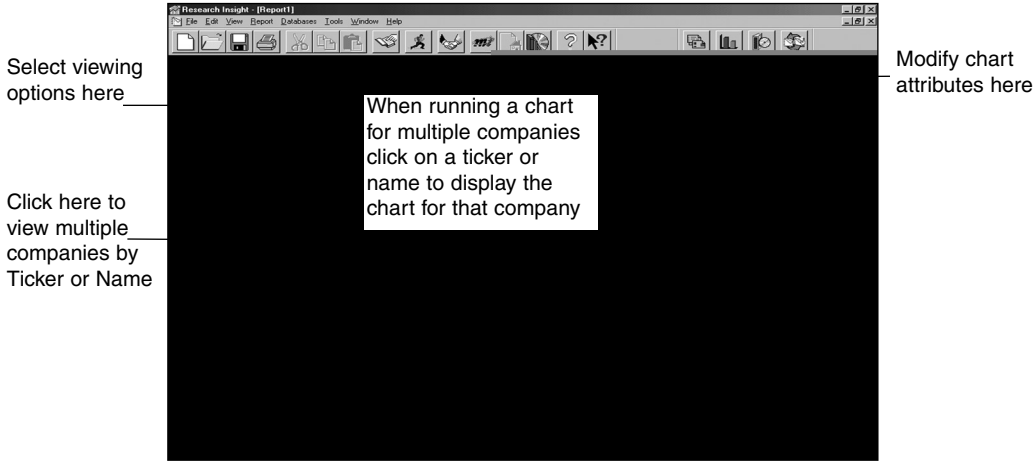 Research Insight - [Report1]
File Edit View Report Databases Tools Window Help
Select viewing
options here
Modify chart
attributes here
When running a chart
for multiple companies
click on a ticker or
name to display the
chart for that company
Click here to
view multiple
companies by
Ticker or Name